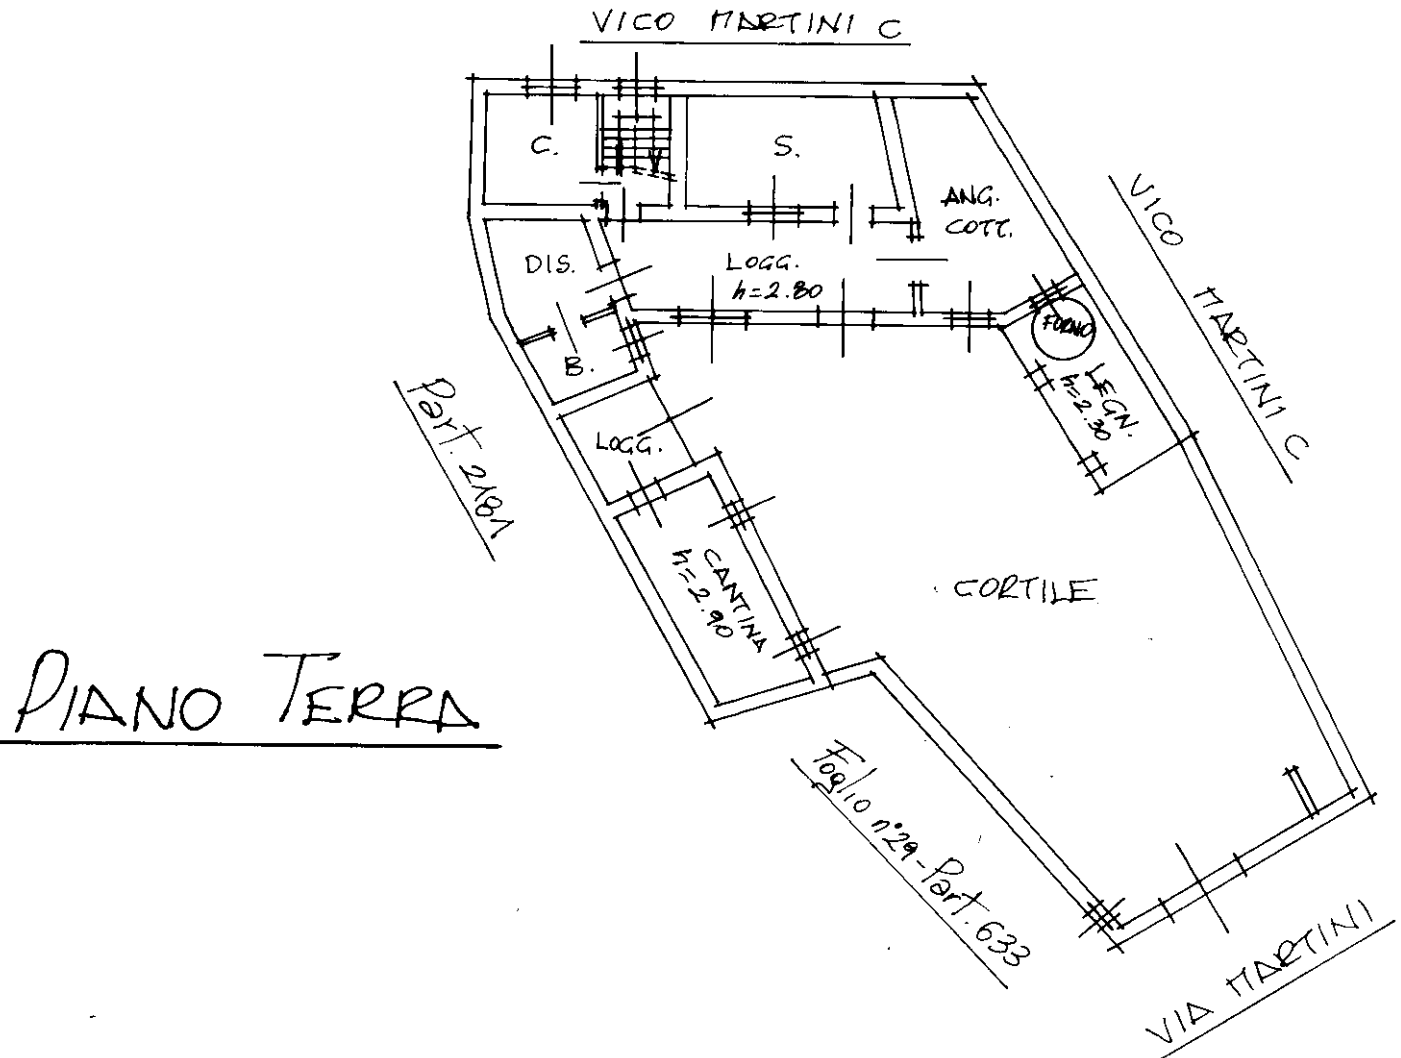 VICO MARTINI C
C.
S.
ANG.
COTT.
VICO MARTINI C
DIS.
LOGG.
h=2.80
FORNO
LEGN.
h=2.30
B.
Part. 2181
LOGG.
CANTINA
h=2.90
CORTILE
PIANO TERRA
Foglio n°29-Part. 633
VIA MARTINI